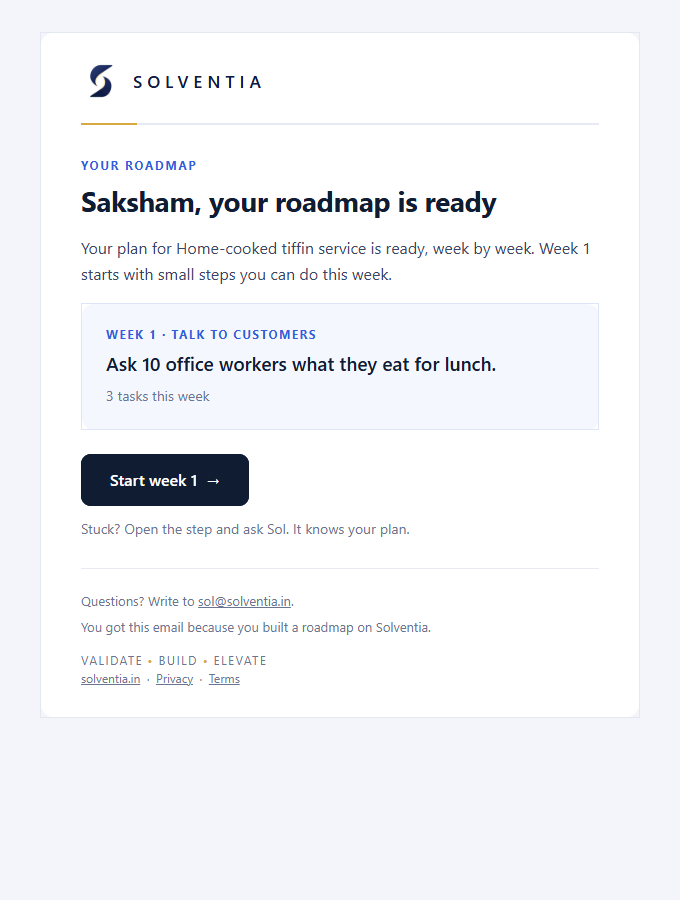 SOLVENTIA
YOUR ROADMAP
Saksham, your roadmap is ready
Your plan for Home-cooked tiffin service is ready, week by week. Week 1
starts with small steps you can do this week.
WEEK 1 · TALK TO CUSTOMERS
Ask 10 office workers what they eat for lunch.
3 tasks this week
Start week 1 →
Stuck? Open the step and ask Sol. It knows your plan.
Questions? Write to sol@solventia.in.
You got this email because you built a roadmap on Solventia.
VALIDATE • BUILD • ELEVATE
solventia.in · Privacy · Terms